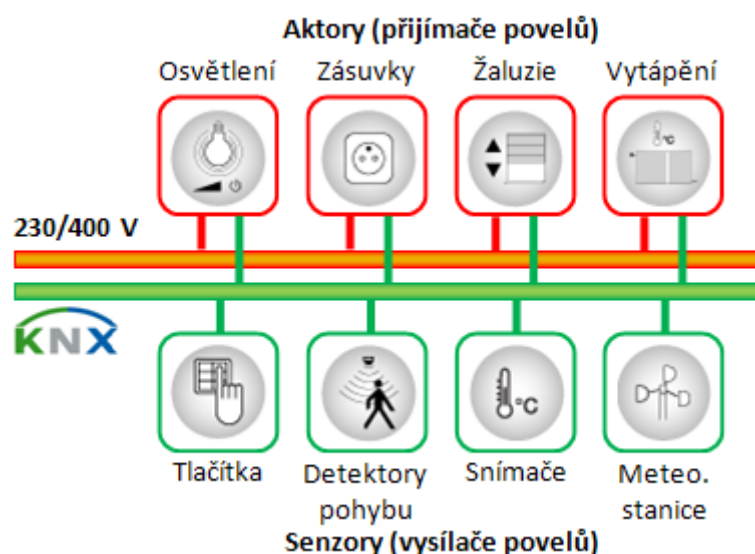 Aktory (přijímače povelů)
Osvětlení Zásuvky Žaluzie Vytápění
°C
230/400 V
KNX
°C
Tlačítka Detektory pohybu Snímače Meteo. stanice
Senzory (vysílače povelů)